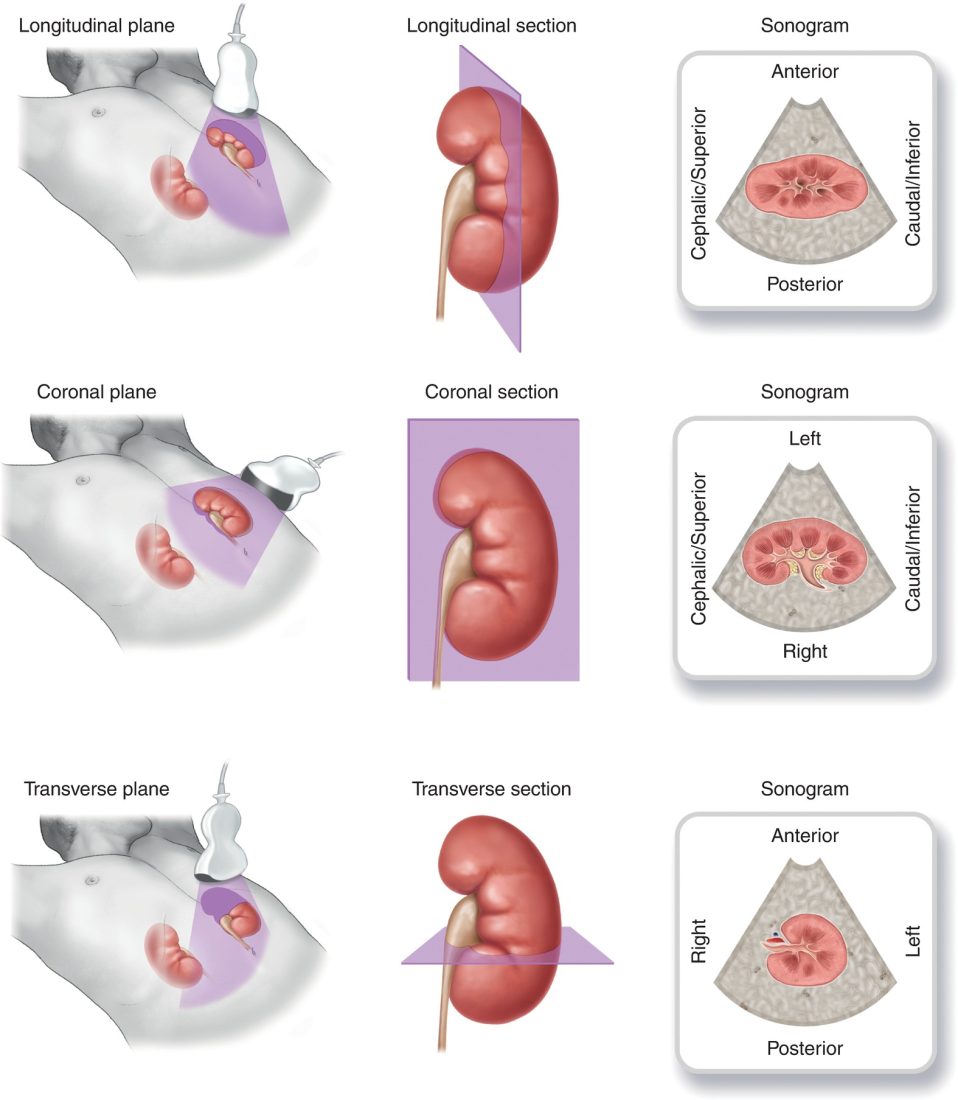 Longitudinal plane
Longitudinal section
Sonogram
Anterior
Cephalic/Superior
Caudal/Inferior
Posterior
Coronal plane
Coronal section
Sonogram
Left
Cephalic/Superior
Caudal/Inferior
Right
Transverse plane
Transverse section
Sonogram
Anterior
Right
Left
Posterior